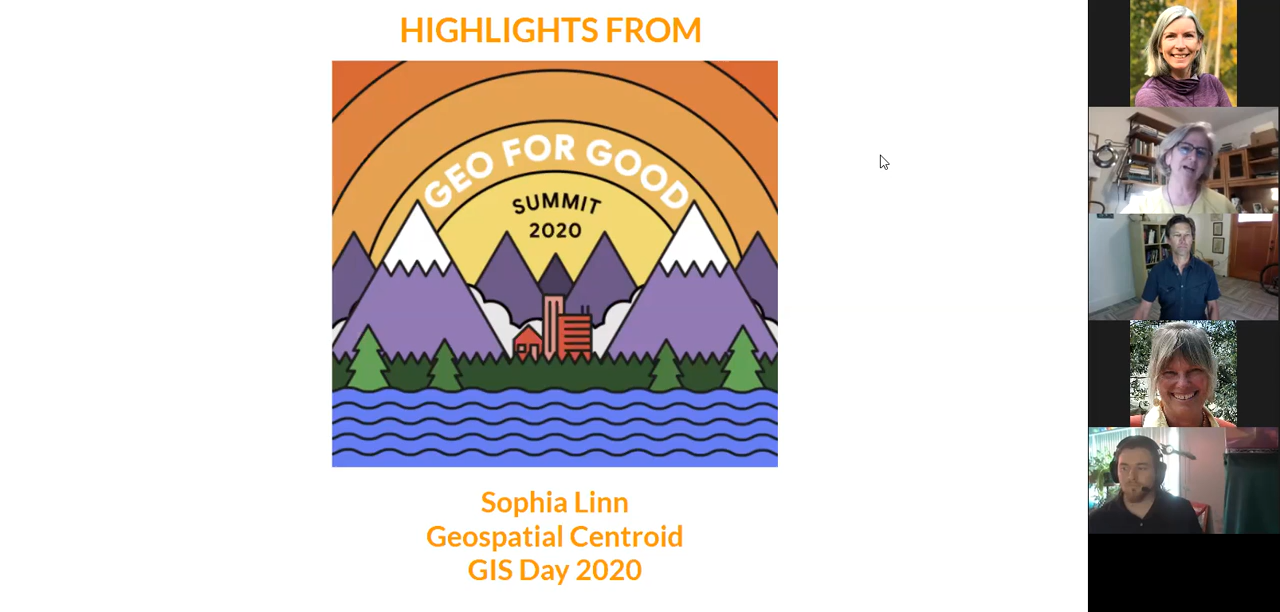 HIGHLIGHTS FROM
GEO FOR GOOD
SUMMIT
2020
Sophia Linn
Geospatial Centroid
GIS Day 2020